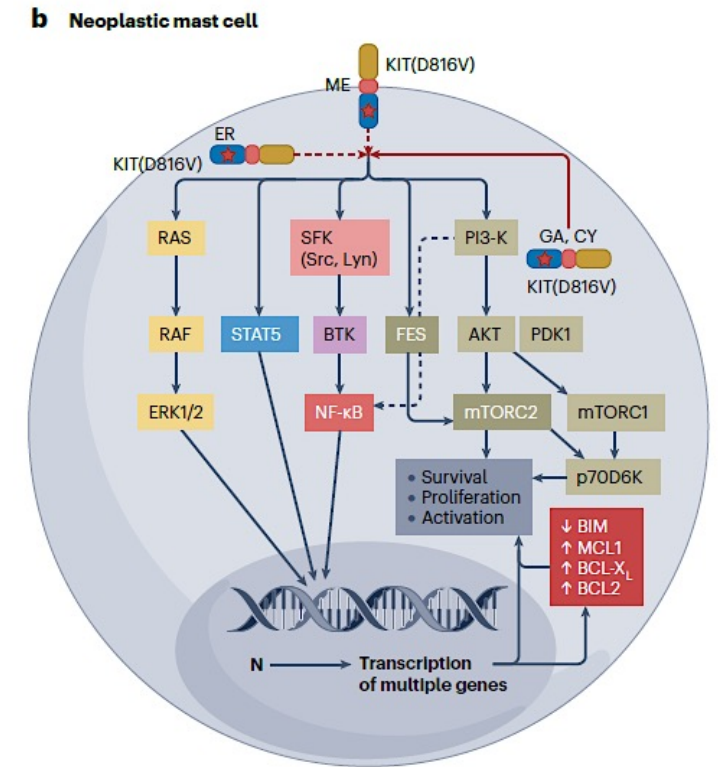 b Neoplastic mast cell
KIT(D816V)
ME
ER
KIT(D816V)
RAS
SFK
(Src, Lyn)
PI3-K
GA, CY
KIT(D816V)
RAF
STAT5
BTK
FES
AKT
PDK1
ERK1/2
NF-κB
mTORC2
mTORC1
• Survival
• Proliferation
• Activation
p70D6K
↓ BIM
↑ MCL1
↑ BCL-XL
↑ BCL2
N
Transcription
of multiple genes